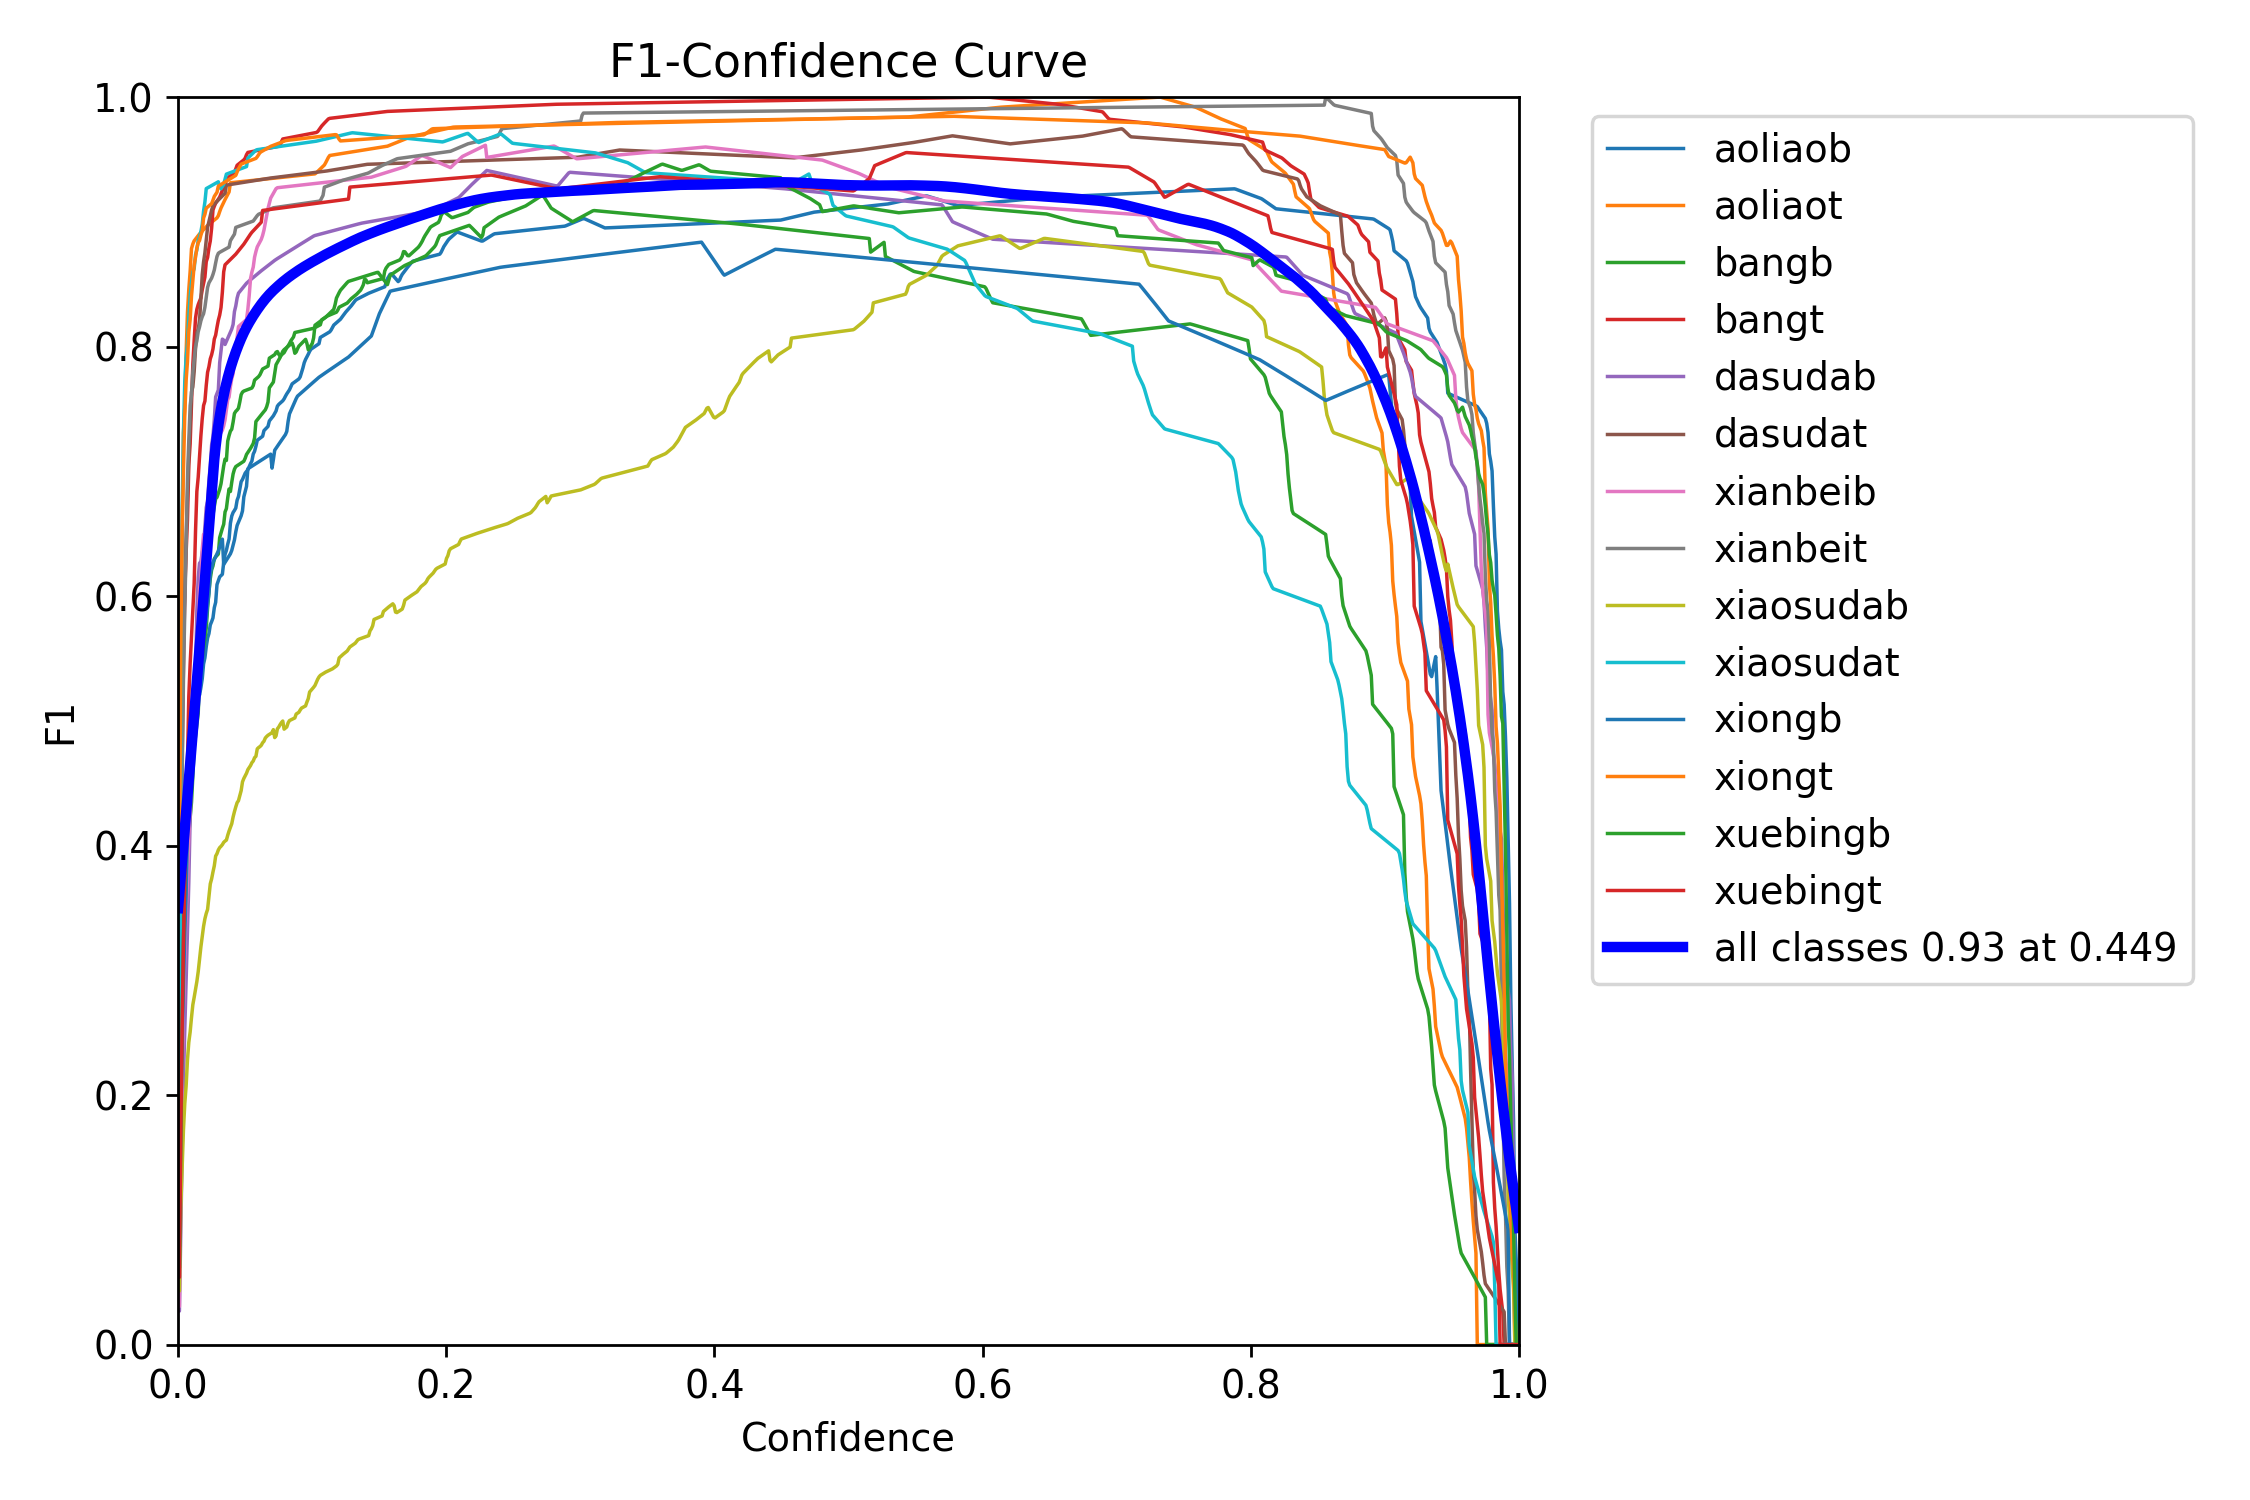 F1-Confidence Curve
1.0
0.8
0.6
0.4
0.2
0.0
F1
0.0 0.2 0.4 0.6 0.8 1.0
Confidence
aoliaob
aoliaot
bangb
bangt
dasudab
dasudat
xianbeib
xianbeit
xiaosudab
xiaosudat
xiongb
xiongt
xuebingb
xuebingt
all classes 0.93 at 0.449